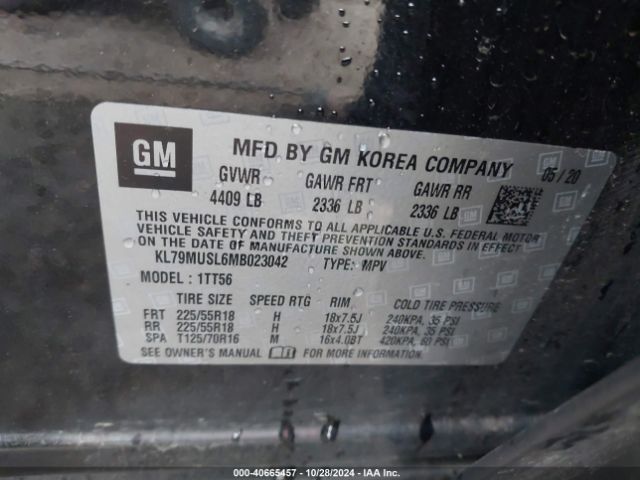 GM MFD BY GM KOREA COMPANY 05/20
GVWR GAWR FRT GAWR RR
4409 LB 2336 LB 2336 LB
THIS VEHICLE CONFORMS TO ALL APPLICABLE U.S. FEDERAL MOTOR
VEHICLE SAFETY AND THEFT PREVENTION STANDARDS IN EFFECT
ON THE DATE OF MANUFACTURE SHOWN ABOVE.
KL79MUSL6MB023042 TYPE: MPV
MODEL: 1TT56
TIRE SIZE SPEED RTG RIM COLD TIRE PRESSURE
FRT 225/55R18 H 18x7.5J 240KPA, 35 PSI
RR 225/55R18 H 18x7.5J 240KPA, 35 PSI
SPA T125/70R16 M 16x4.0BT 420KPA, 60 PSI
SEE OWNER'S MANUAL FOR MORE INFORMATION
000-40665457 - 10/28/2024 - IAA Inc.